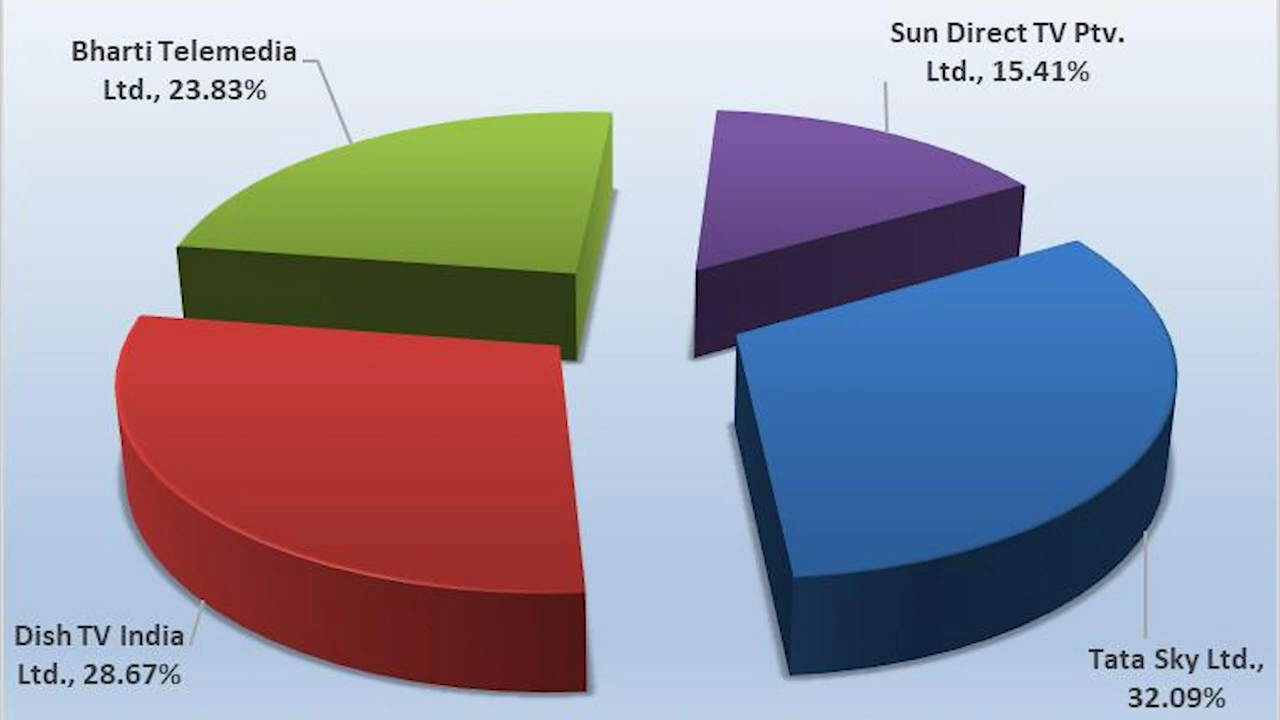 Bharti Telemedia
Ltd., 23.83%
Sun Direct TV Ptv.
Ltd., 15.41%
Dish TV India
Ltd., 28.67%
Tata Sky Ltd.,
32.09%